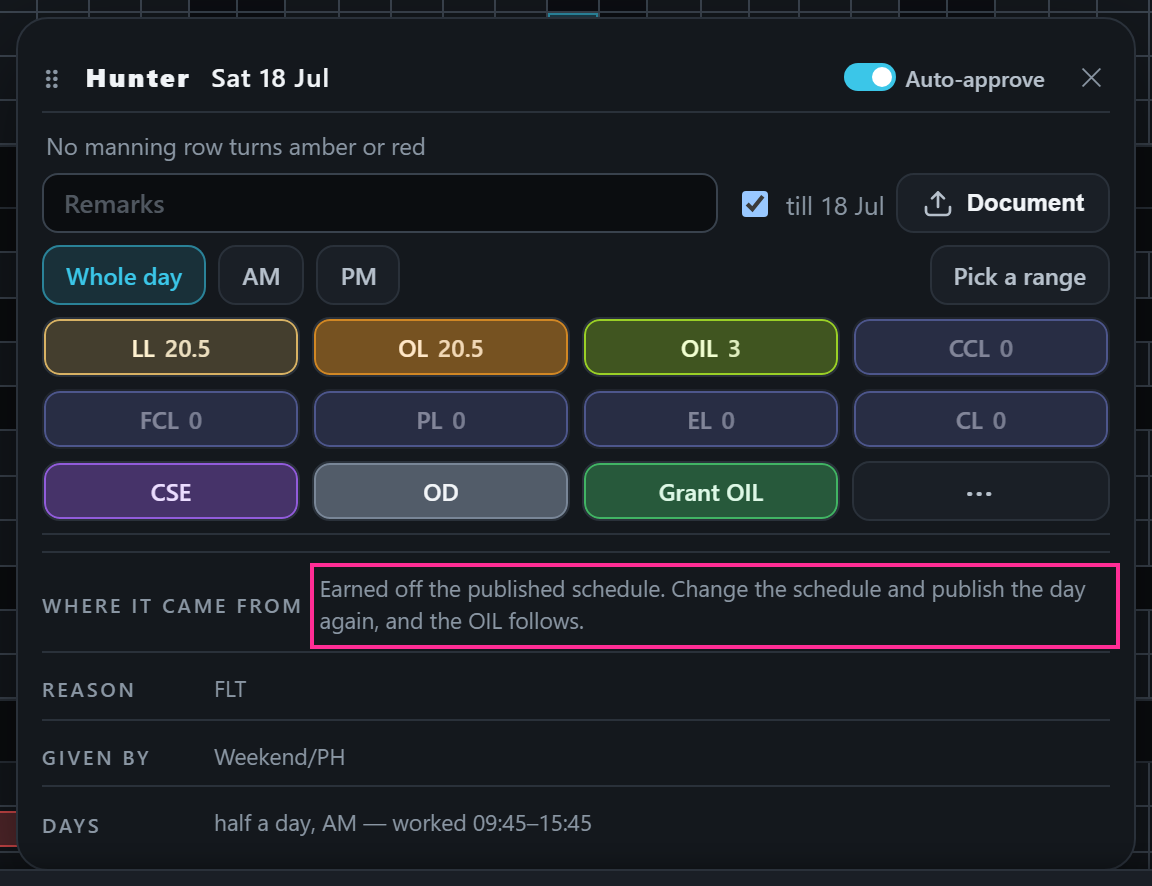 Hunter Sat 18 Jul Auto-approve
No manning row turns amber or red
Remarks till 18 Jul Document
Whole day AM PM Pick a range
LL 20.5 OL 20.5 OIL 3 CCL 0
FCL 0 PL 0 EL 0 CL 0
CSE OD Grant OIL ...
WHERE IT CAME FROM Earned off the published schedule. Change the schedule and publish the day
again, and the OIL follows.
REASON FLT
GIVEN BY Weekend/PH
DAYS half a day, AM — worked 09:45–15:45